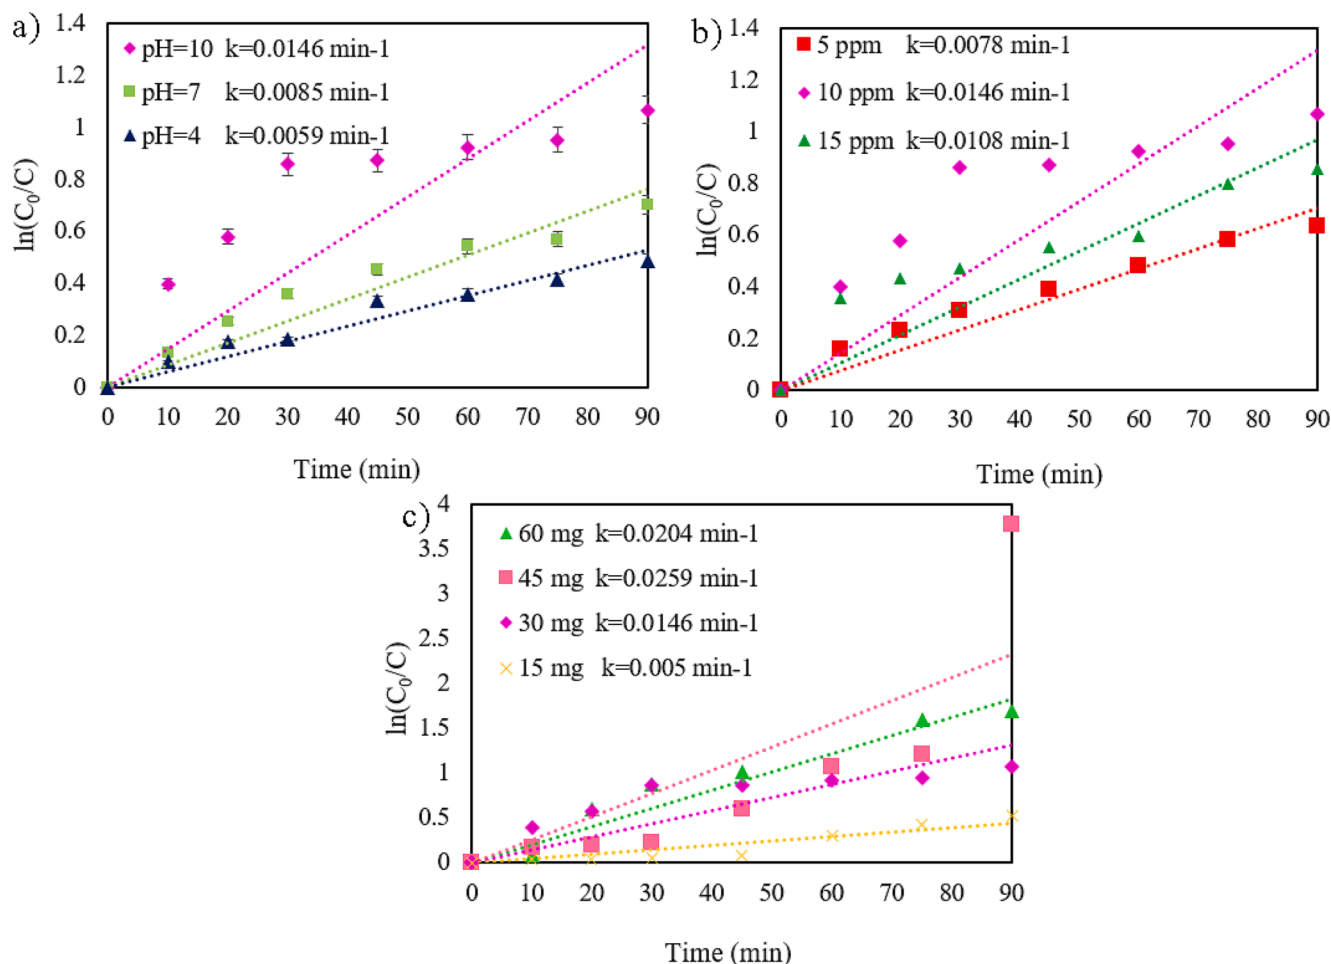 a)
1.4
1.2
1
0.8
0.6
0.4
0.2
0
ln(C₀/C)
pH=10 k=0.0146 min-1
pH=7 k=0.0085 min-1
pH=4 k=0.0059 min-1
0 10 20 30 40 50 60 70 80 90
Time (min)
b)
1.4
1.2
1
0.8
0.6
0.4
0.2
0
ln(C₀/C)
5 ppm k=0.0078 min-1
10 ppm k=0.0146 min-1
15 ppm k=0.0108 min-1
0 10 20 30 40 50 60 70 80 90
Time (min)
c)
4
3.5
3
2.5
2
1.5
1
0.5
0
ln(C₀/C)
60 mg k=0.0204 min-1
45 mg k=0.0259 min-1
30 mg k=0.0146 min-1
15 mg k=0.005 min-1
0 10 20 30 40 50 60 70 80 90
Time (min)